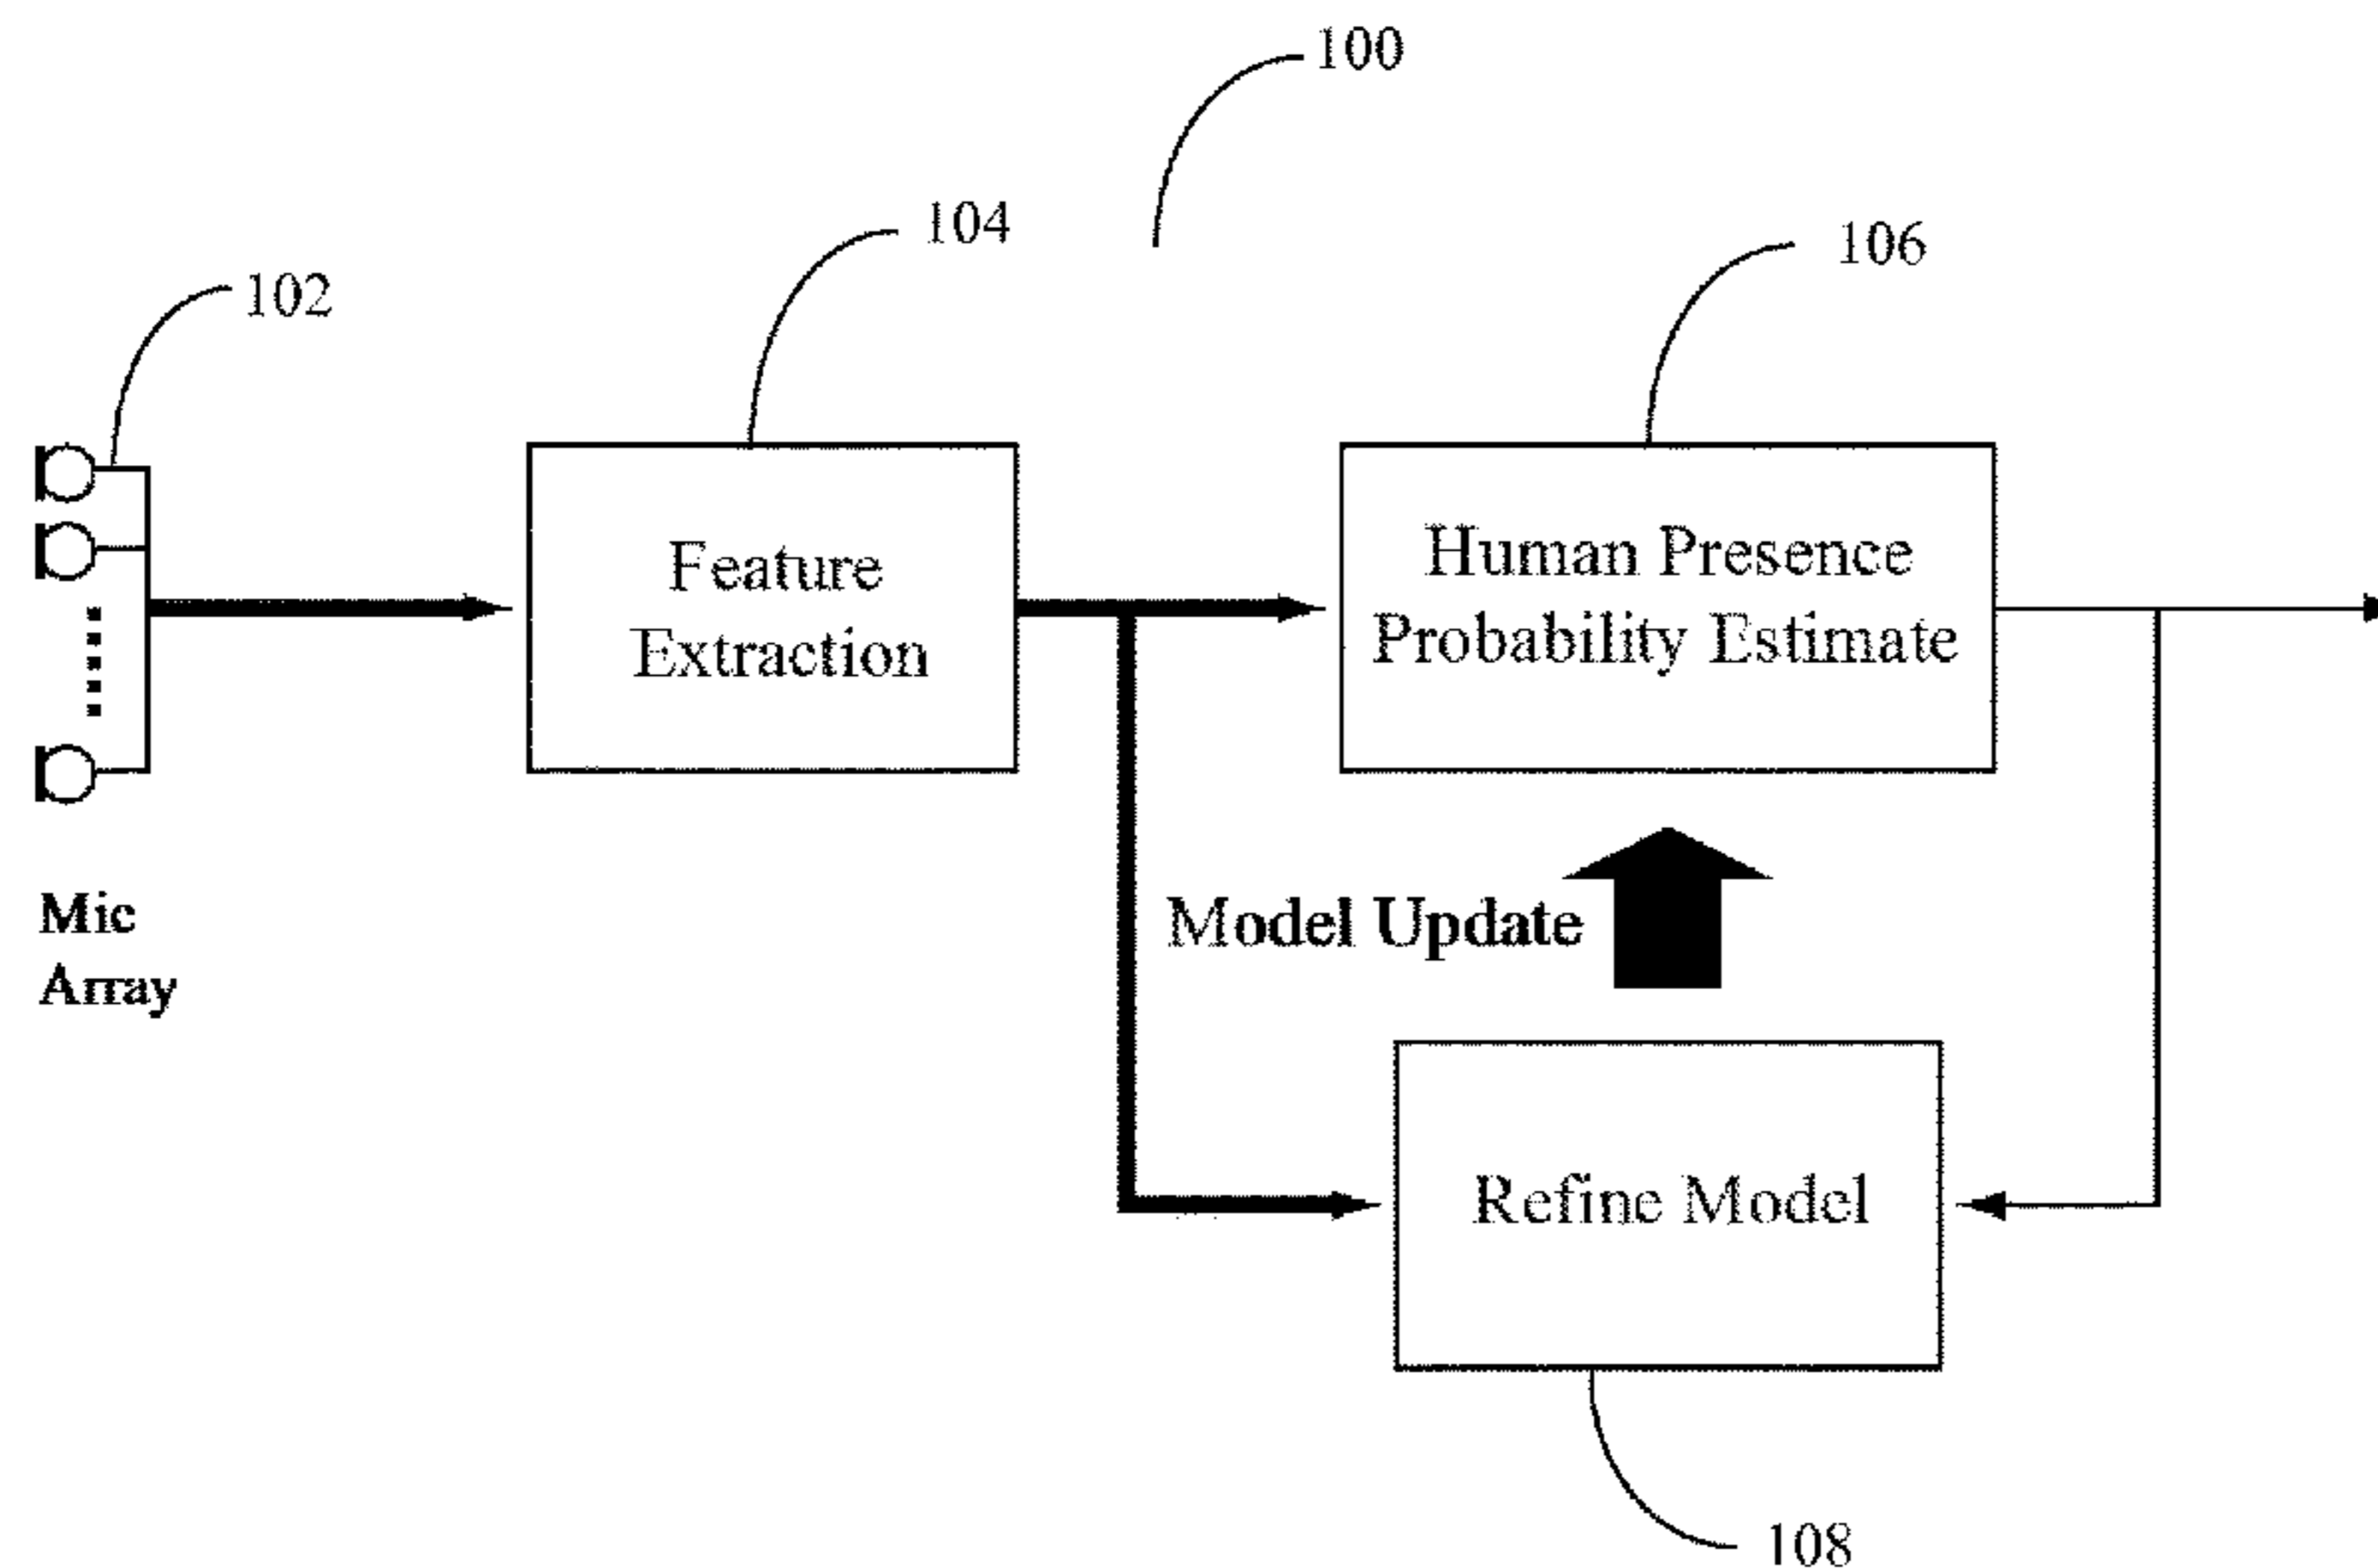 100
104
106
102
Feature
Extraction
Human Presence
Probability Estimate
Mic
Array
Model Update
Refine Model
108